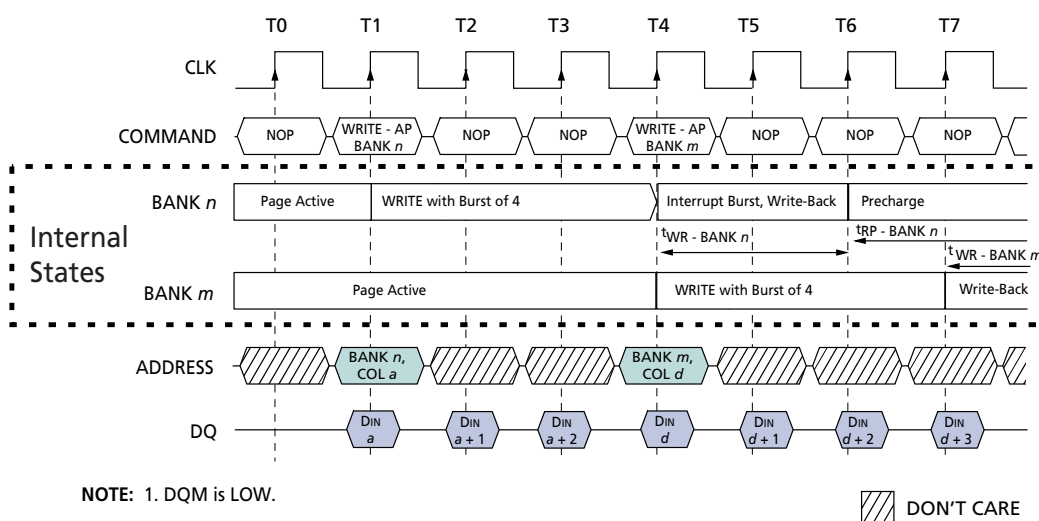 T0 T1 T2 T3 T4 T5 T6 T7
CLK
COMMAND NOP WRITE - AP BANK n NOP NOP WRITE - AP BANK m NOP NOP NOP
BANK n Page Active WRITE with Burst of 4 Interrupt Burst, Write-Back Precharge
Internal States
tWR - BANK n tRP - BANK n
tWR - BANK m
BANK m Page Active WRITE with Burst of 4 Write-Back
ADDRESS BANK n, COL a BANK m, COL d
DQ DIN a DIN a + 1 DIN a + 2 DIN d DIN d + 1 DIN d + 2 DIN d + 3
NOTE: 1. DQM is LOW.
DON'T CARE